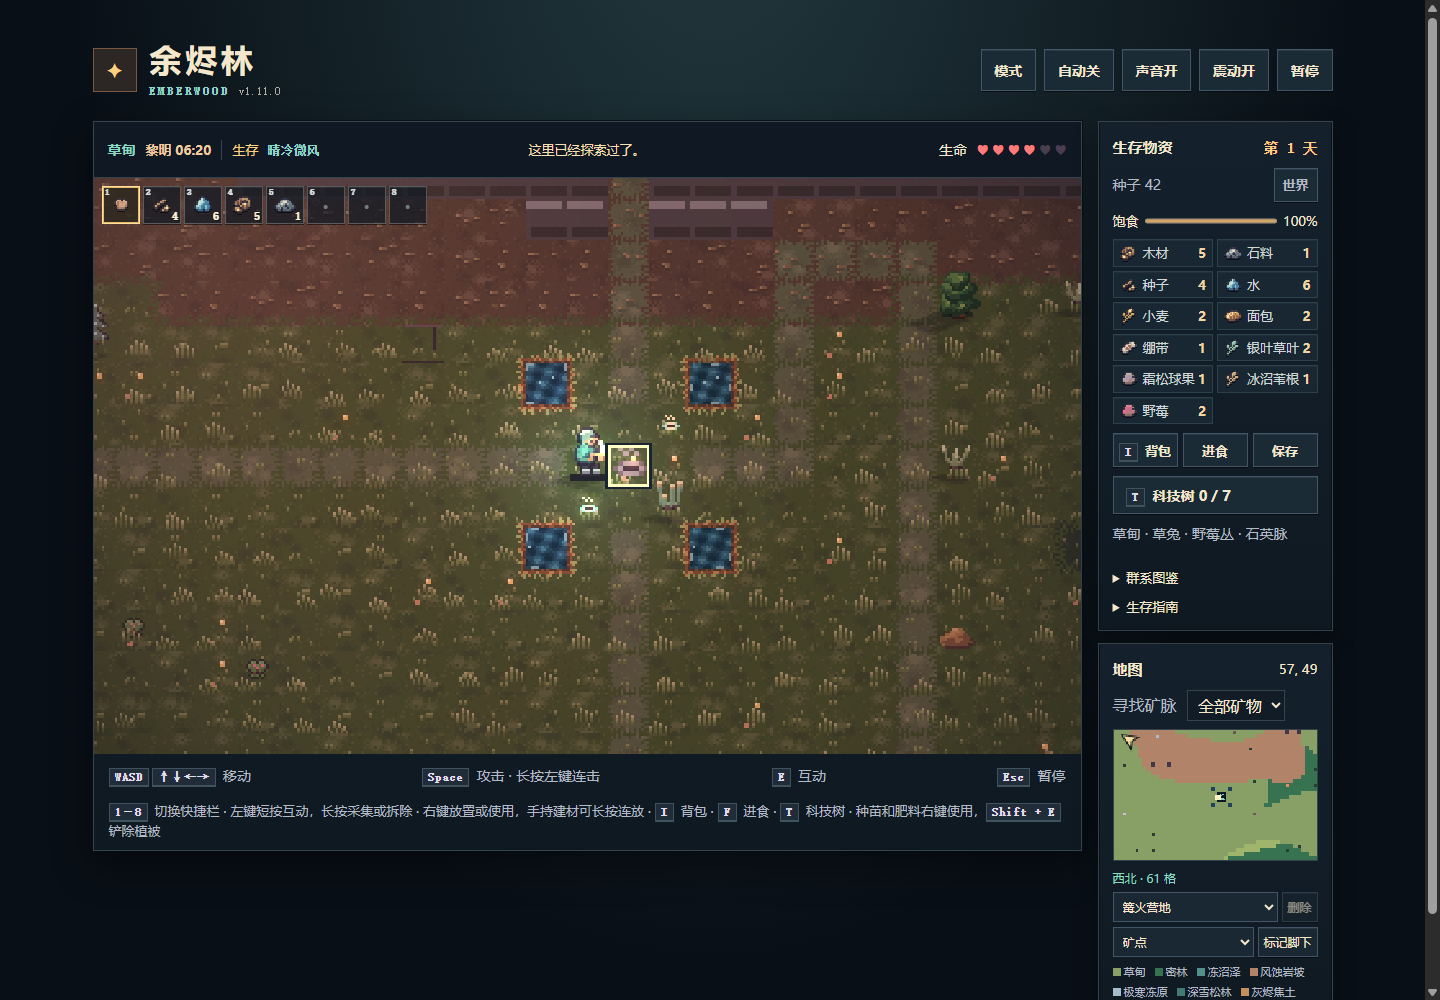 余烬林
EMBERWOOD v1.11.0
模式 自动关 声音开 震动开 暂停
草甸 黎明 06:20 生存 晴冷微风 这里已经探索过了。 生命
1 2 3 4 5 6 7 8
4 6 5 1
生存物资 第 1 天
种子 42 世界
饱食 100%
木材 5 石料 1
种子 4 水 6
小麦 2 面包 2
绷带 1 银叶草叶 2
霜松球果 1 冰沼苇根 1
野莓 2
I 背包 进食 保存
T 科技树 0 / 7
草甸 · 草兔 · 野莓丛 · 石英脉
▶ 群系图鉴
▶ 生存指南
地图 57, 49
寻找矿脉 全部矿物
西北 · 61 格
篝火营地 删除
矿点 标记脚下
草甸 密林 冻沼泽 风蚀岩坡
极寒冻原 深雪松林 灰烬焦土
WASD ↑↓←→ 移动 Space 攻击 · 长按左键连击 E 互动 Esc 暂停
1-8 切换快捷栏 · 左键短按互动，长按采集或拆除 · 右键放置或使用，手持建材可长按连放 · I 背包 · F 进食 · T 科技树 · 种苗和肥料右键使用， Shift + E
铲除植被